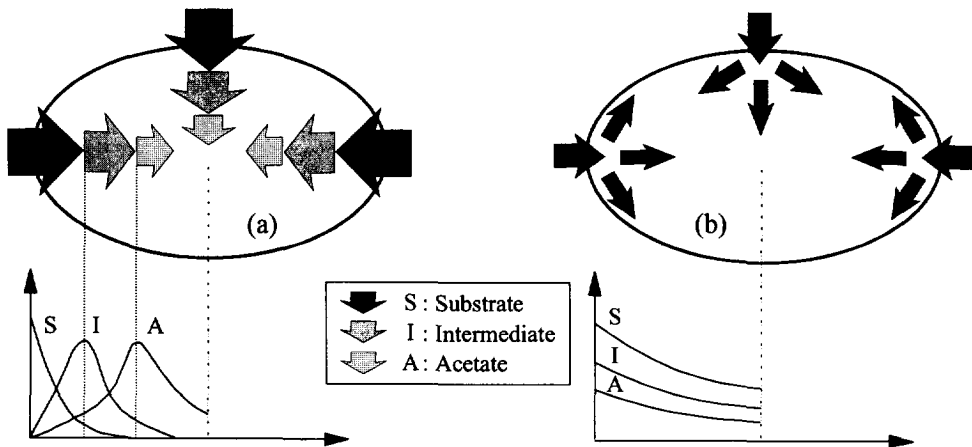 (a)
(b)
S : Substrate
I : Intermediate
A : Acetate
S
I
A
S
I
A